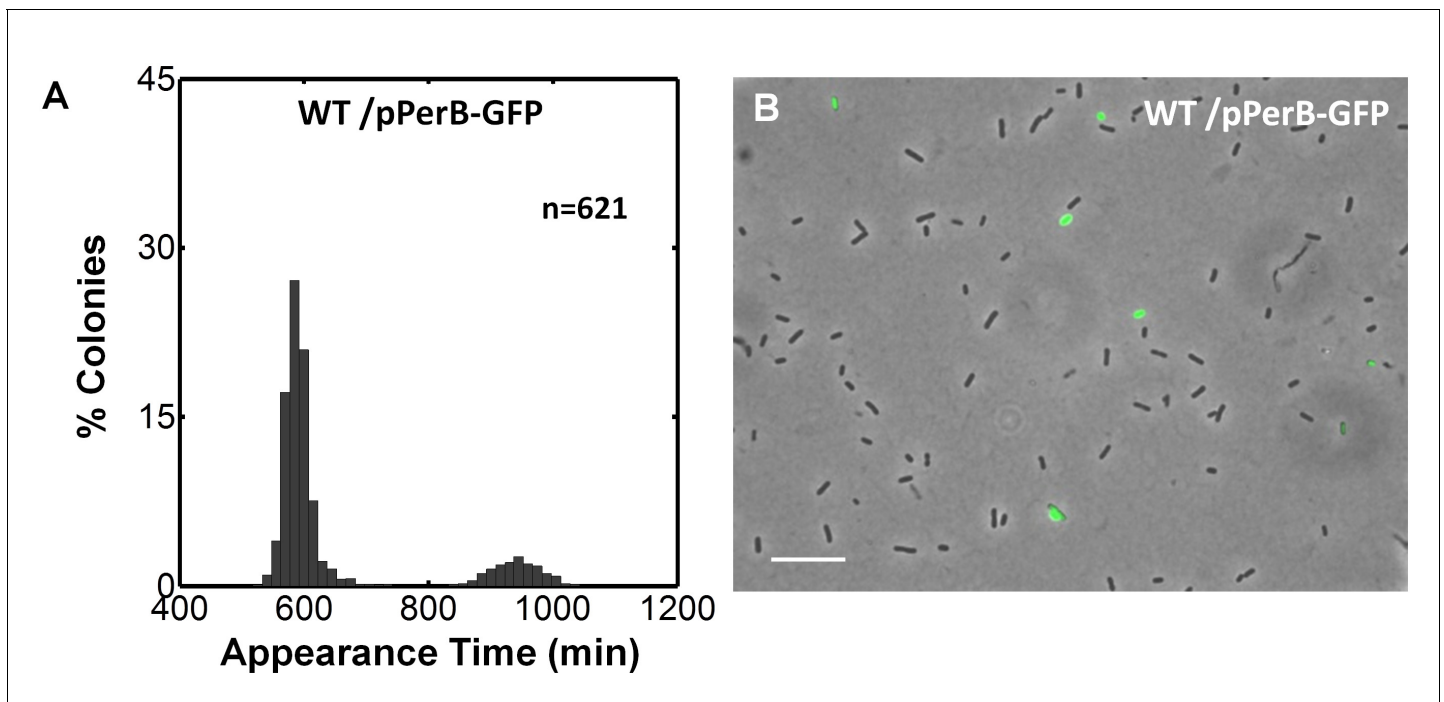 A
WT /pPerB-GFP
n=621
45
30
15
0
% Colonies
400 600 800 1000 1200
Appearance Time (min)
B
WT /pPerB-GFP